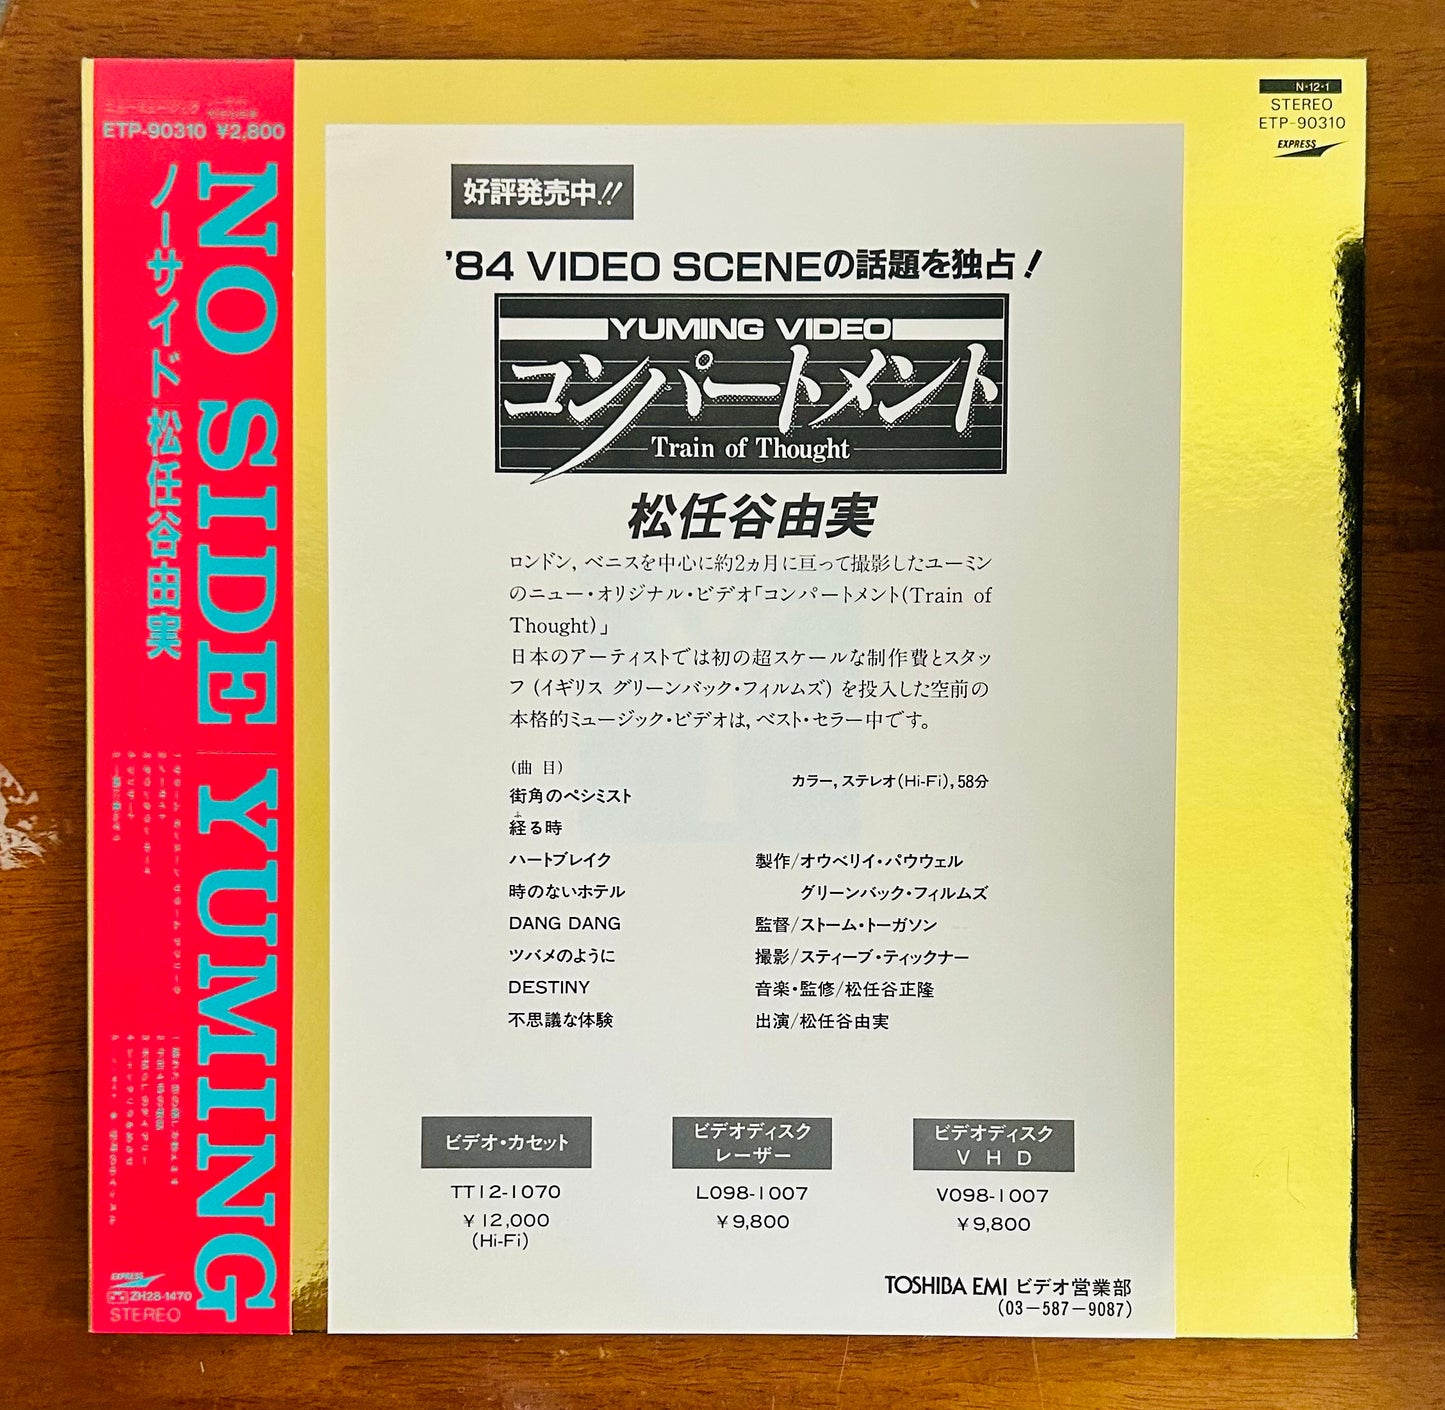 ニューミュージック
ETP-90310 ¥2,800
NO SIDE YUMING
ノーサイド 松任谷由実
EXPRESS
ZH28-1470
STEREO
N・12・1
STEREO
ETP-90310
EXPRESS
好評発売中!!
'84 VIDEO SCENEの話題を独占!
YUMING VIDEO
コンパートメント
Train of Thought
松任谷由実
ロンドン, ベニスを中心に約2ヵ月に亘って撮影したユーミン
のニュー・オリジナル・ビデオ「コンパートメント(Train of
Thought)」
日本のアーティストでは初の超スケールな制作費とスタッ
フ (イギリス グリーンバック・フィルムズ) を投入した空前の
本格的ミュージック・ビデオは, ベスト・セラー中です。
(曲 目)
カラー, ステレオ(Hi-Fi), 58分
街角のペシミスト
ふ
経る時
ハートブレイク
時のないホテル
DANG DANG
ツバメのように
DESTINY
不思議な体験
製作/オウベリイ・パウウェル
グリーンバック・フィルムズ
監督/ストーム・トーガソン
撮影/スティーブ・ティックナー
音楽・監修/松任谷正隆
出演/松任谷由実
ビデオ・カセット
TT12-1070
¥12,000
(Hi-Fi)
ビデオディスク
レーザー
L098-1007
¥9,800
ビデオディスク
V H D
V098-1007
¥9,800
TOSHIBA EMI ビデオ営業部
(03-587-9087)